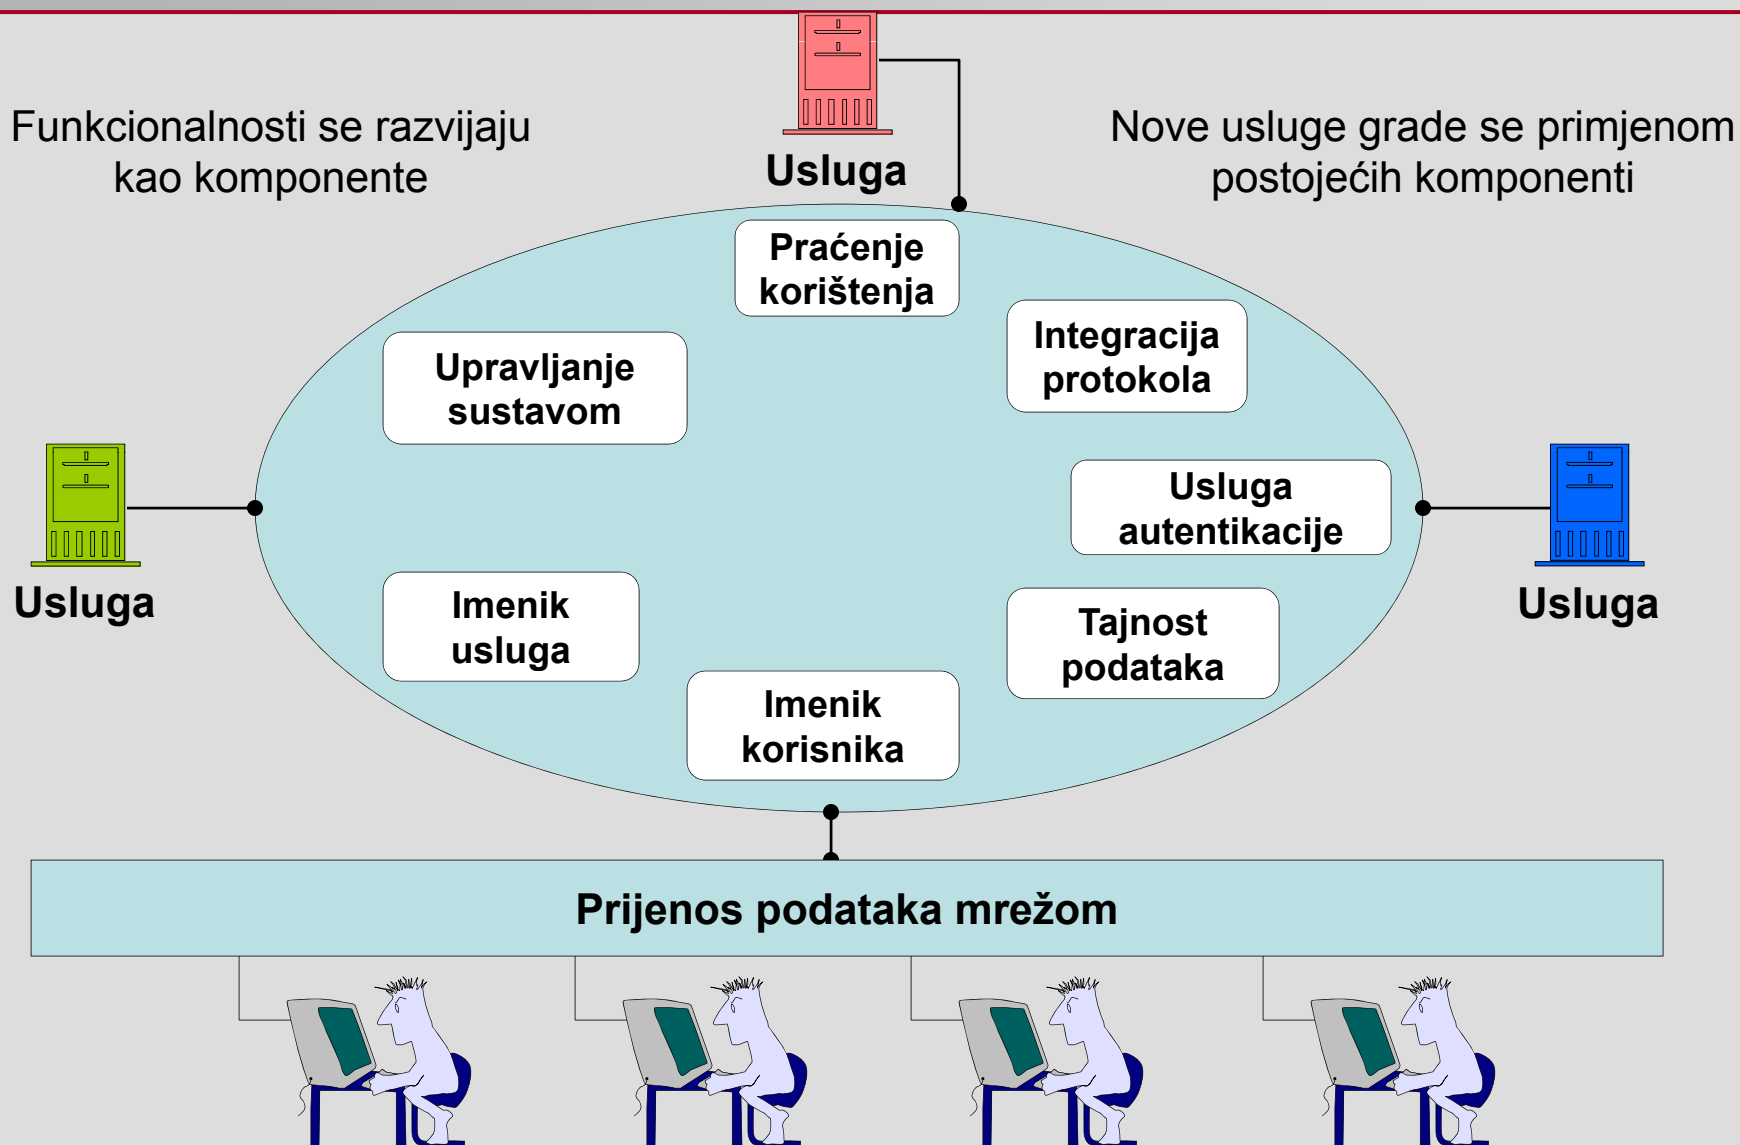 Funkcionalnosti se razvijaju
kao komponente
Usluga
Nove usluge grade se primjenom
postojećih komponenti
Praćenje
korištenja
Integracija
protokola
Upravljanje
sustavom
Usluga
autentikacije
Usluga
Usluga
Imenik
usluga
Tajnost
podataka
Imenik
korisnika
Prijenos podataka mrežom